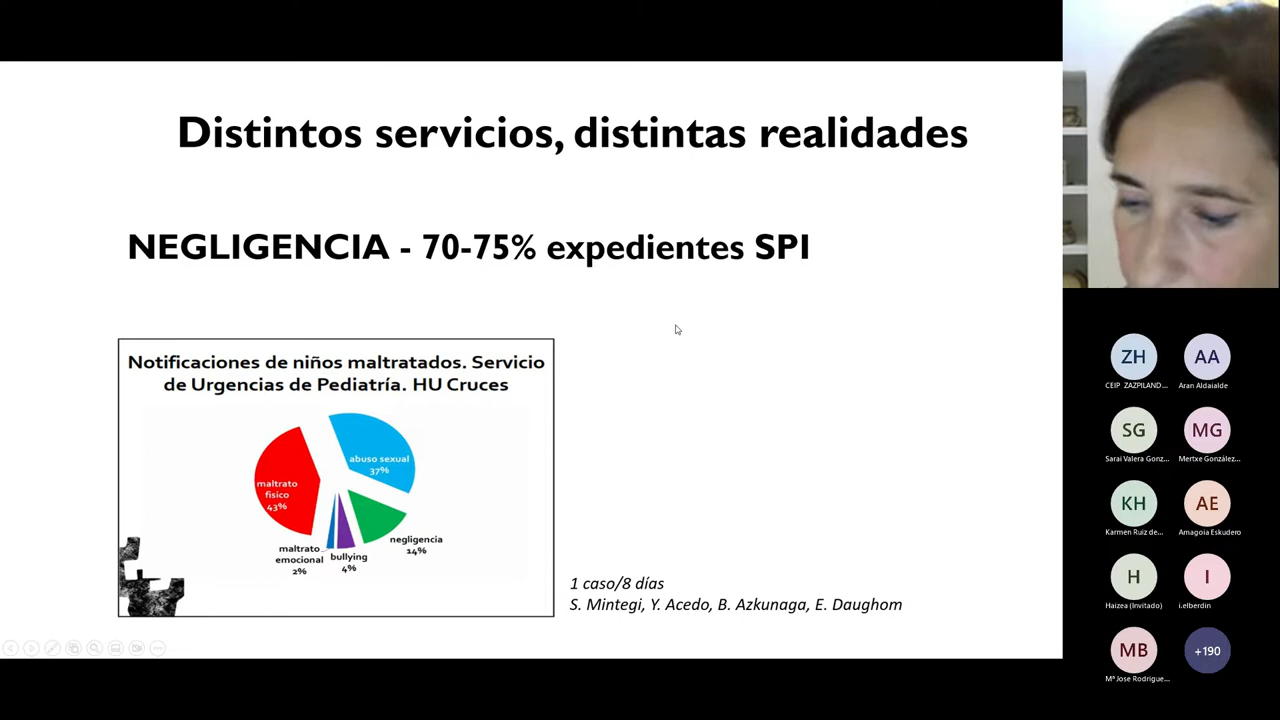 Distintos servicios, distintas realidades
NEGLIGENCIA - 70-75% expedientes SPI
Notificaciones de niños maltratados. Servicio
de Urgencias de Pediatría. HU Cruces
abuso sexual
37%
maltrato
fisico
43%
negligencia
14%
maltrato
emocional
2%
bullying
4%
1 caso/8 días
S. Mintegi, Y. Acedo, B. Azkunaga, E. Daughom
ZH
CEIP ZAZPILAND...
AA
Aran Aldaialde
SG
Sarai Valera Gonz...
MG
Mertxe González...
KH
Karmen Ruiz de...
AE
Amagoia Eskudero
H
Haizea (Invitado)
I
i.elberdin
MB
Mª Jose Rodrigue...
+190